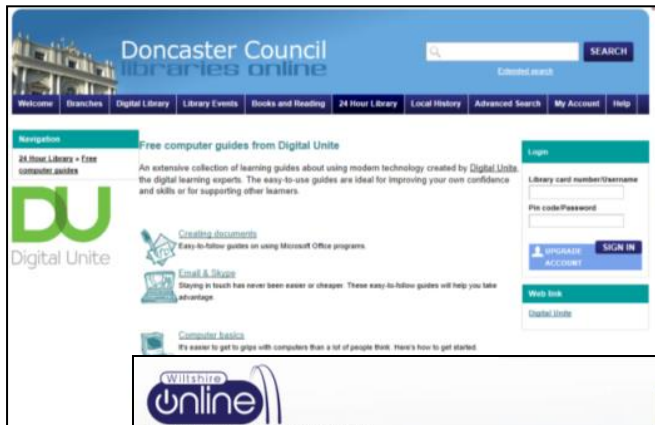 Doncaster Council
libraries online
SEARCH
Extended search
Welcome Branches Digital Library Library Events Books and Reading 24 Hour Library Local History Advanced Search My Account Help
Navigation
24 Hour Library » Free
computer guides
DU
Digital Unite
Free computer guides from Digital Unite
An extensive collection of learning guides about using modern technology created by Digital Unite,
the digital learning experts. The easy-to-use guides are ideal for improving your own confidence
and skills or for supporting other learners.
Creating documents
Easy-to-follow guides on using Microsoft Office programs.
Email & Skype
Staying in touch has never been easier or cheaper. These easy-to-follow guides will help you take
advantage.
Computer basics
It's easier to get to grips with computers than a lot of people think. Here's how to get started.
Login
Library card number/Username
Pin code/Password
UPGRADE
ACCOUNT
SIGN IN
Web link
Digital Unite
Wiltshire
online